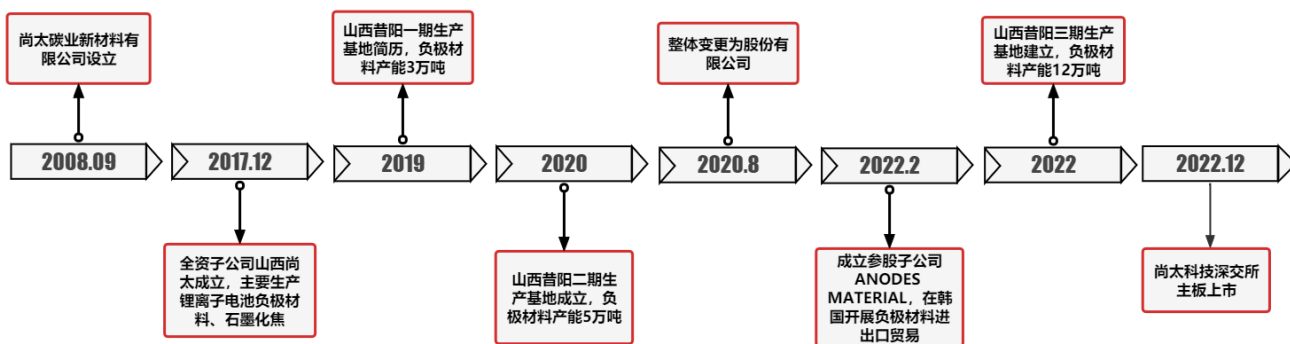 尚太碳业新材料有
限公司设立
山西昔阳一期生产
基地简历，负极材
料产能3万吨
整体变更为股份有
限公司
山西昔阳三期生产
基地建立，负极材
料产能12万吨
2008.09
2017.12
2019
2020
2020.8
2022.2
2022
2022.12
全资子公司山西尚
太成立，主要生产
锂离子电池负极材
料、石墨化焦
山西昔阳二期生
产基地成立，负
极材料产能5万吨
成立参股子公司
ANODES
MATERIAL，在韩
国开展负极材料进
出口贸易
尚太科技深交所
主板上市